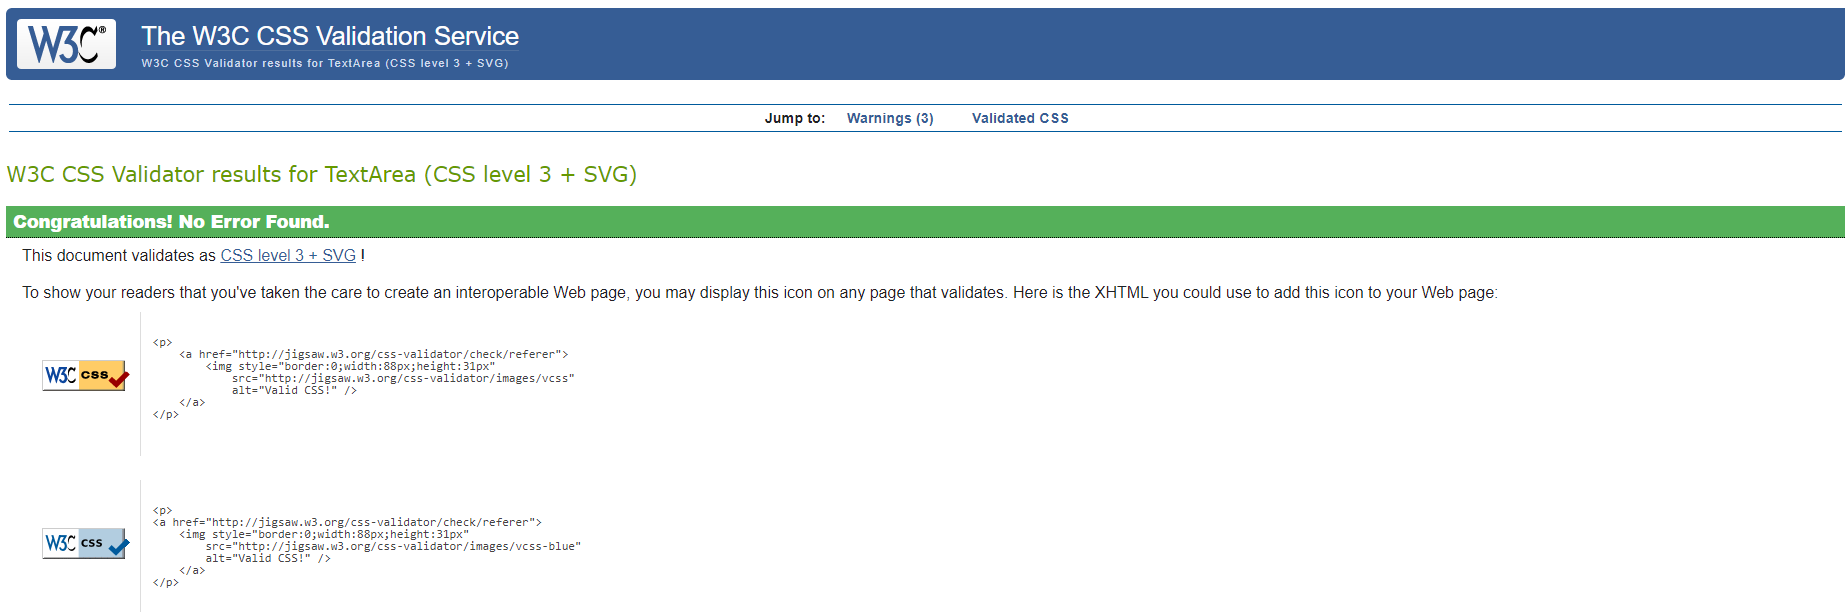 W3C® The W3C CSS Validation Service
W3C CSS Validator results for TextArea (CSS level 3 + SVG)
Jump to: Warnings (3) Validated CSS
W3C CSS Validator results for TextArea (CSS level 3 + SVG)
Congratulations! No Error Found.
This document validates as CSS level 3 + SVG !
To show your readers that you've taken the care to create an interoperable Web page, you may display this icon on any page that validates. Here is the XHTML you could use to add this icon to your Web page:
W3C CSS
<p>
    <a href="http://jigsaw.w3.org/css-validator/check/referer">
        <img style="border:0;width:88px;height:31px"
            src="http://jigsaw.w3.org/css-validator/images/vcss"
            alt="Valid CSS!" />
    </a>
</p>
W3C CSS
<p>
<a href="http://jigsaw.w3.org/css-validator/check/referer">
    <img style="border:0;width:88px;height:31px"
        src="http://jigsaw.w3.org/css-validator/images/vcss-blue"
        alt="Valid CSS!" />
    </a>
</p>